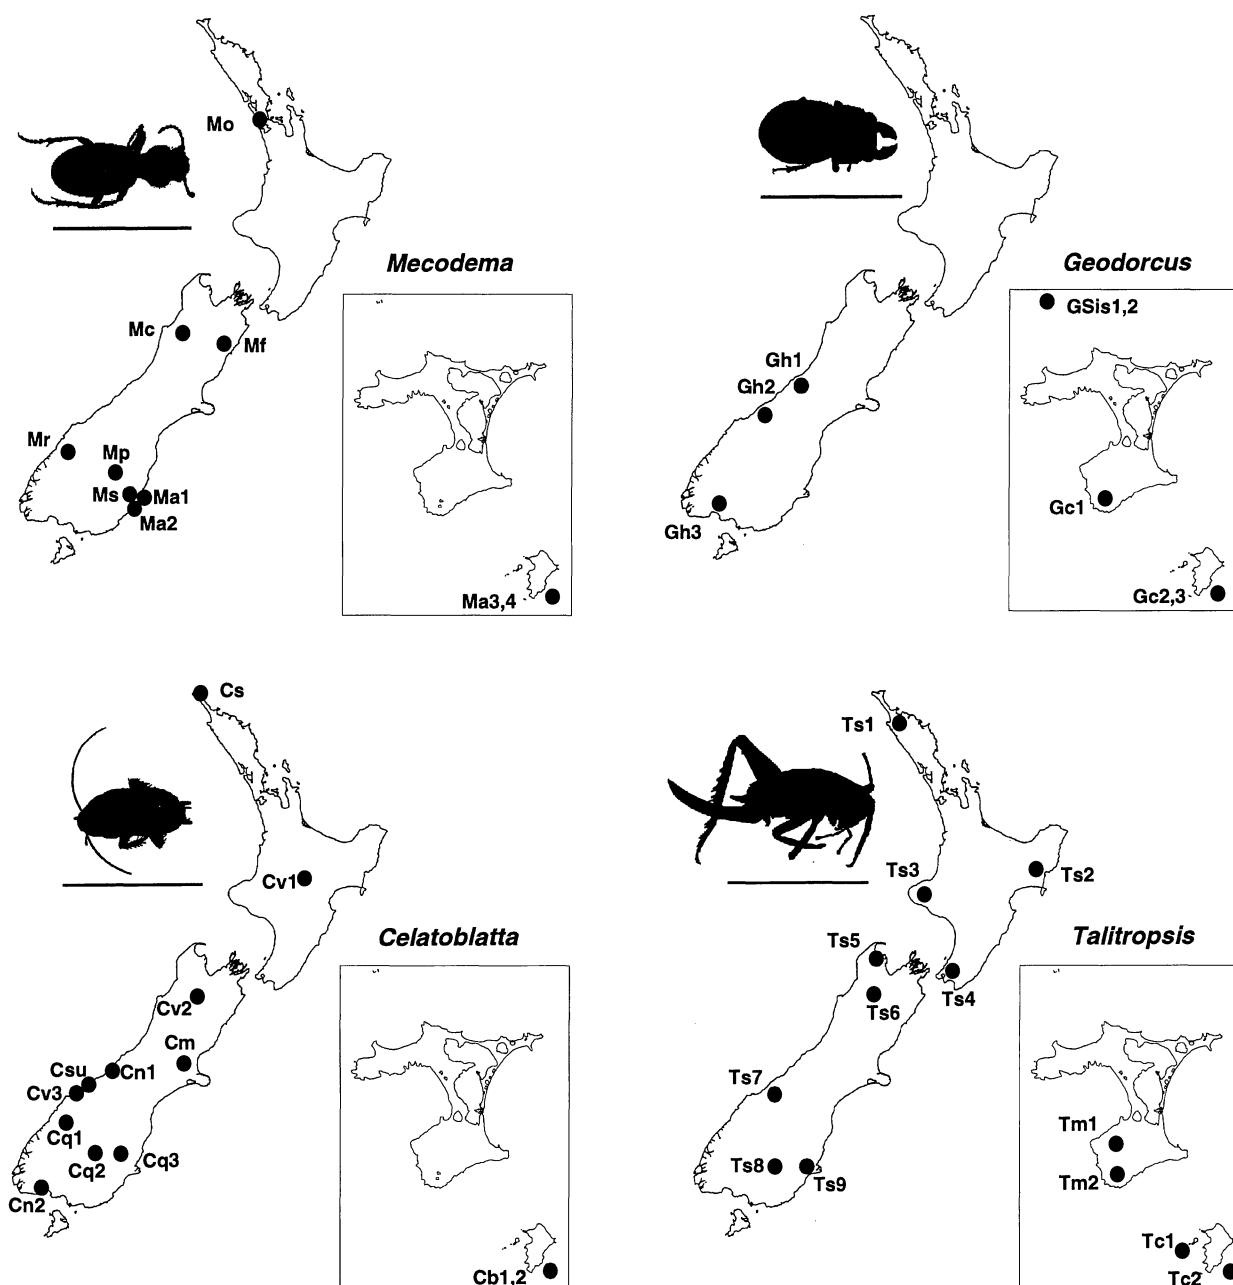 Mo
Mecodema
Mc
Mf
Mr
Mp
Ms
Ma1
Ma2
Ma3,4
Geodorcus
GSis1,2
Gh1
Gh2
Gc1
Gh3
Gc2,3
Cs
Cv1
Celatoblatta
Cv2
Cm
Csu
Cn1
Cv3
Cq1
Cq2
Cq3
Cn2
Cb1,2
Ts1
Ts3
Ts2
Talitropsis
Ts5
Ts4
Ts6
Ts7
Tm1
Ts8
Ts9
Tm2
Tc1
Tc2